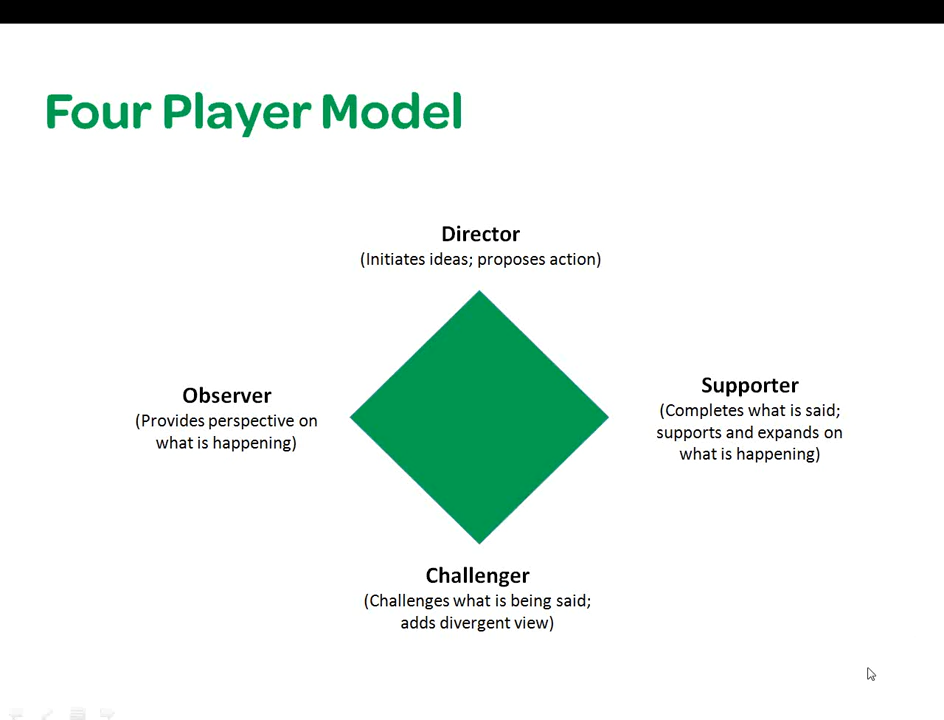 Four Player Model
Director
(Initiates ideas; proposes action)
Observer
(Provides perspective on
what is happening)
Supporter
(Completes what is said;
supports and expands on
what is happening)
Challenger
(Challenges what is being said;
adds divergent view)